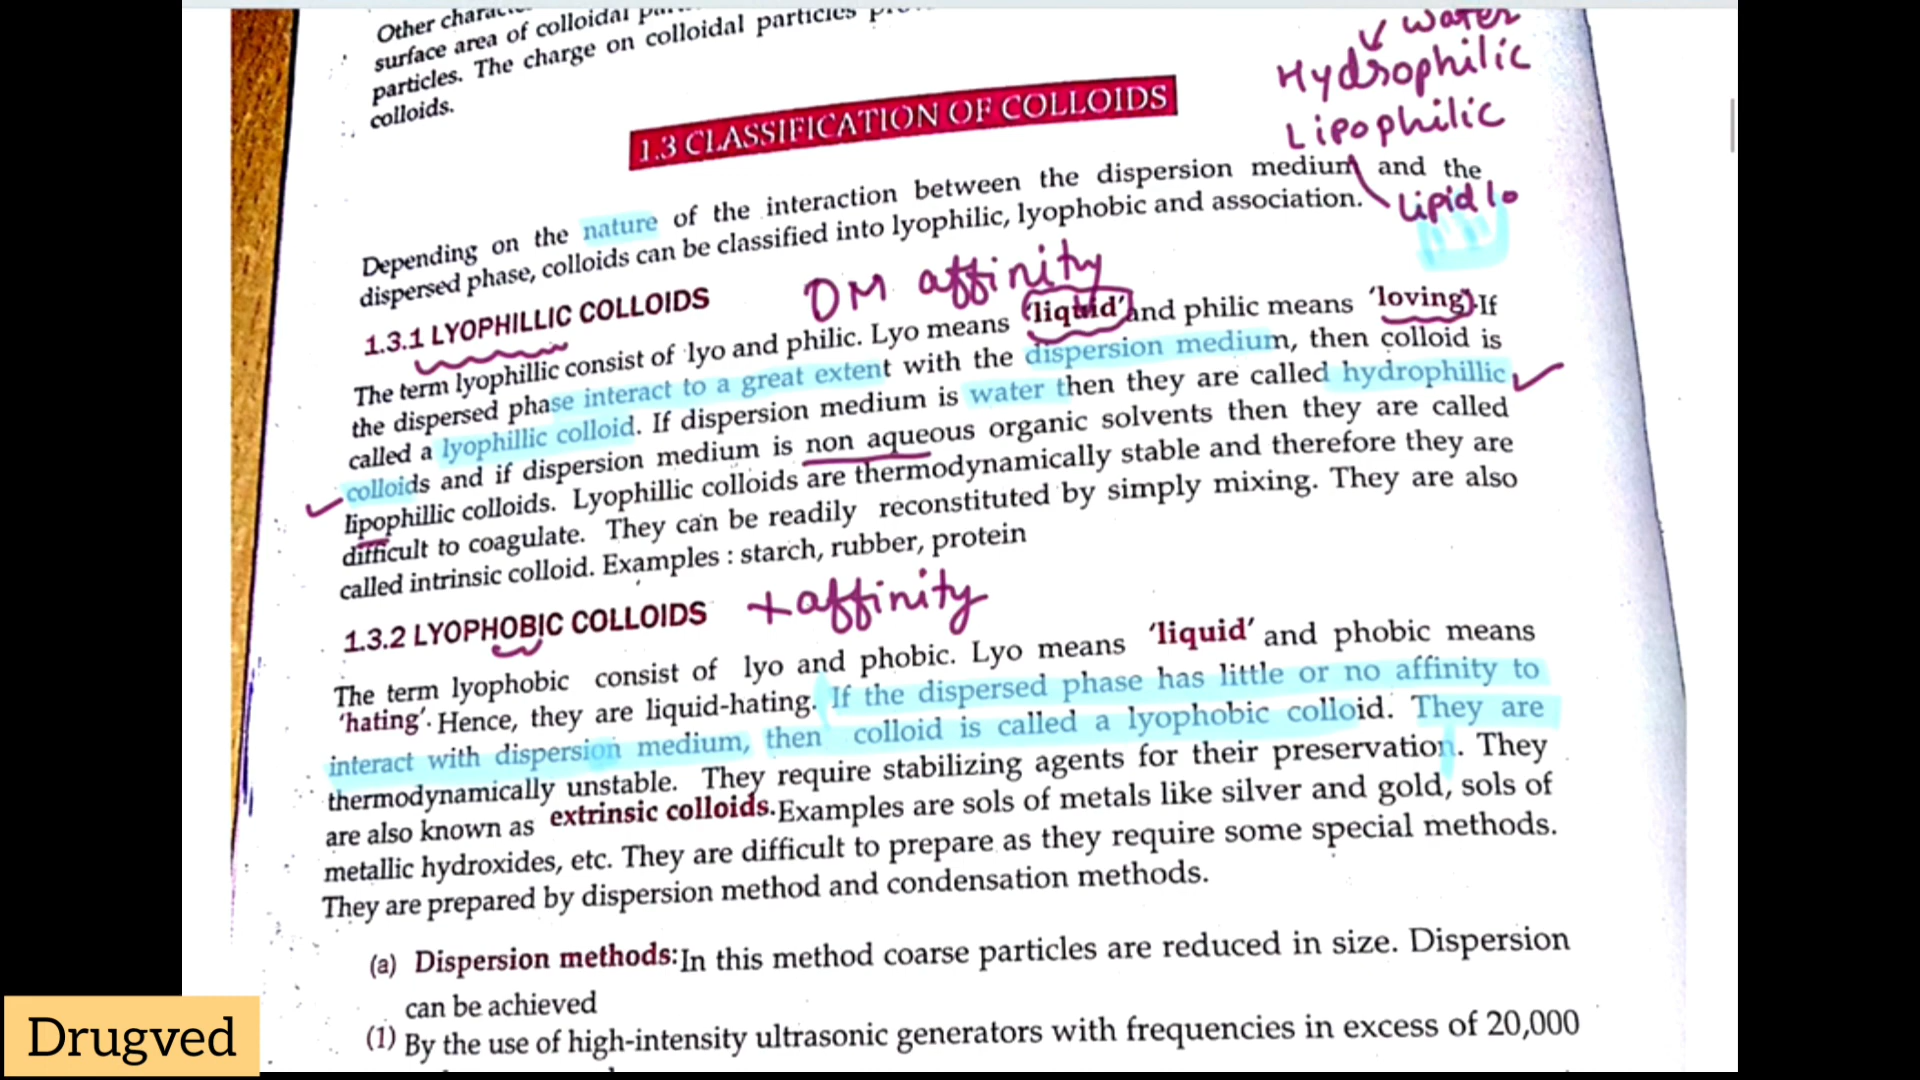 water
Hydrophilic
Lipophilic
Lipid lo
Other
surface area of colloidal
particles. The charge on colloidal particles
colloids.
1.3 CLASSIFICATION OF COLLOIDS
Depending on the nature of the interaction between the dispersion medium and the
dispersed phase, colloids can be classified into lyophilic, lyophobic and association.
DM affinity
1.3.1 LYOPHILLIC COLLOIDS
The term lyophillic consist of lyo and philic. Lyo means 'liquid' and philic means 'loving'. If
the dispersed phase interact to a great extent with the dispersion medium, then colloid is
called a lyophillic colloid. If dispersion medium is water then they are called hydrophillic
colloids and if dispersion medium is non aqueous organic solvents then they are called
lipophillic colloids. Lyophillic colloids are thermodynamically stable and therefore they are
difficult to coagulate. They can be readily reconstituted by simply mixing. They are also
called intrinsic colloid. Examples : starch, rubber, protein
1.3.2 LYOPHOBIC COLLOIDS
×affinity
The term lyophobic consist of lyo and phobic. Lyo means 'liquid' and phobic means
'hating'. Hence, they are liquid-hating. If the dispersed phase has little or no affinity to
interact with dispersion medium, then colloid is called a lyophobic colloid. They are
thermodynamically unstable. They require stabilizing agents for their preservation. They
are also known as extrinsic colloids. Examples are sols of metals like silver and gold, sols of
metallic hydroxides, etc. They are difficult to prepare as they require some special methods.
They are prepared by dispersion method and condensation methods.
(a) Dispersion methods: In this method coarse particles are reduced in size. Dispersion
can be achieved
(1) By the use of high-intensity ultrasonic generators with frequencies in excess of 20,000
Drugved